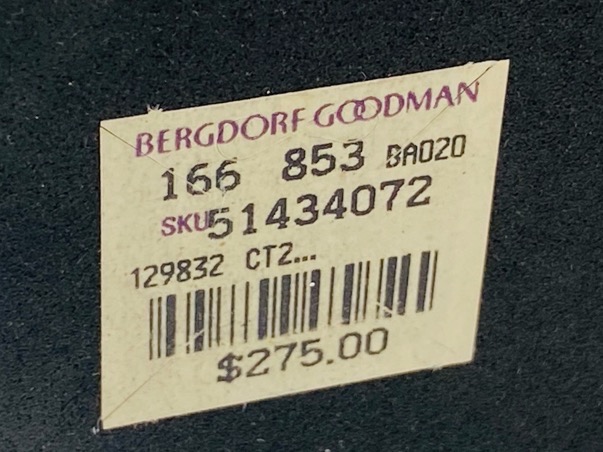 BERGDORF GOODMAN
166 853 BA020
SKU51434072
129832 CT2...
$275.00